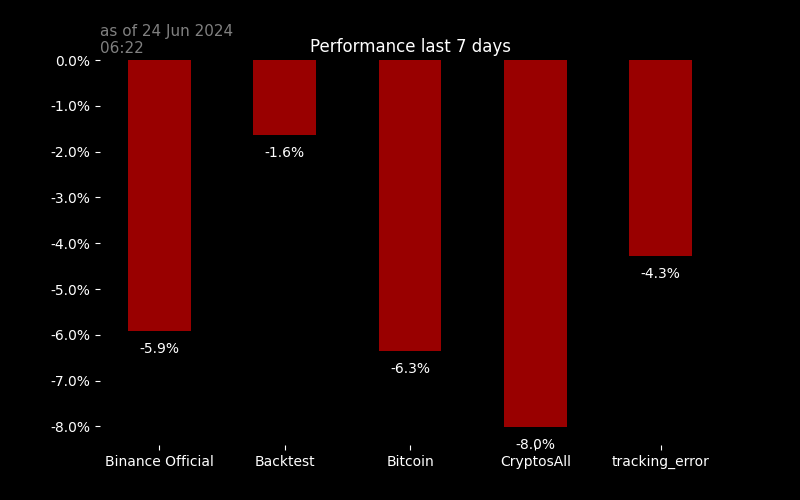 as of 24 Jun 2024
06:22
Performance last 7 days
0.0%
-1.0%
-2.0%
-3.0%
-4.0%
-5.0%
-6.0%
-7.0%
-8.0%
-5.9%
-1.6%
-6.3%
-8.0%
-4.3%
Binance Official
Backtest
Bitcoin
CryptosAll
tracking_error